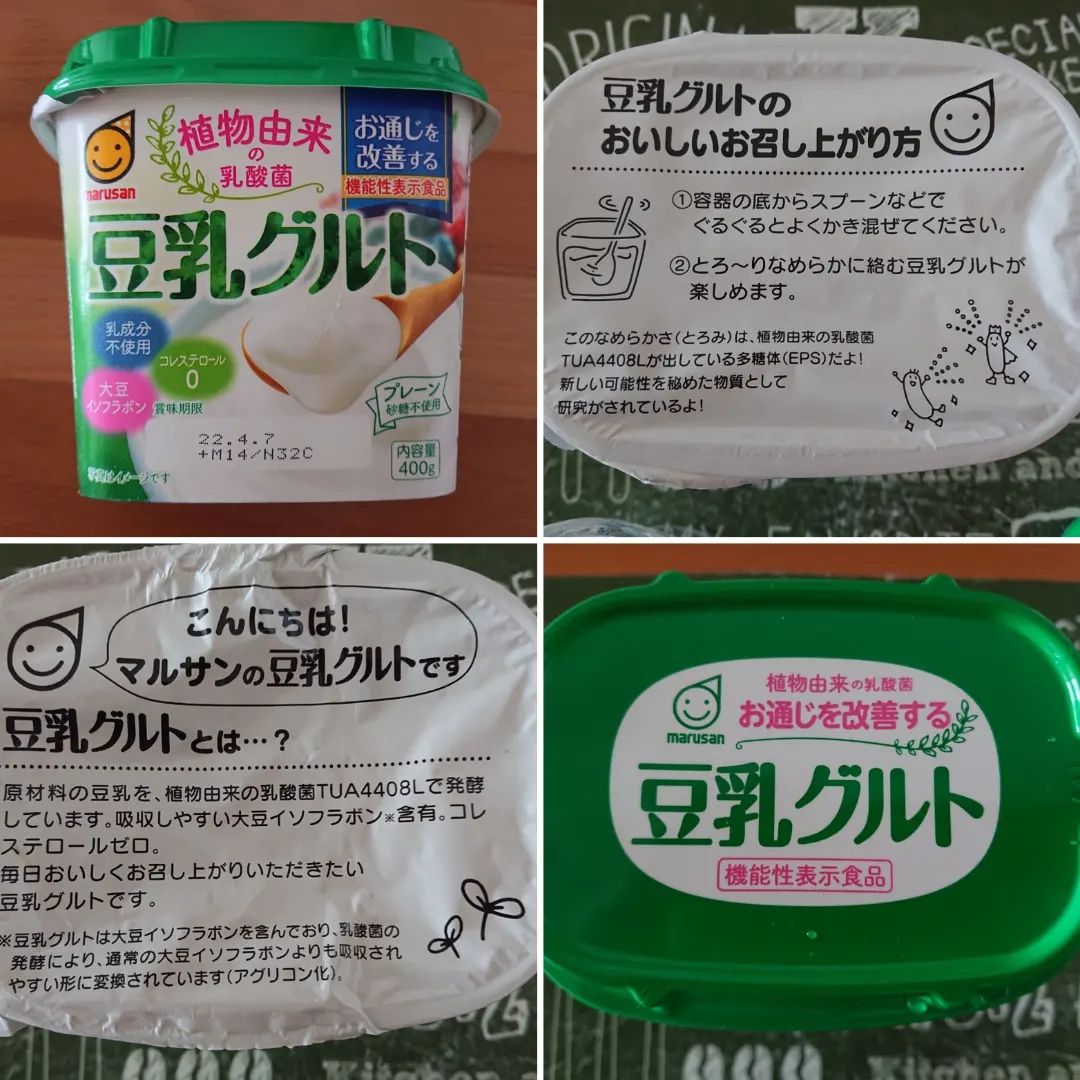 marusan
植物由来
の
乳酸菌
お通じを
改善する
機能性表示食品
豆乳グルト
乳成分
不使用
コレステロール
0
大豆
イソフラボン
賞味期限
22.4.7
+M14/N32C
プレーン
砂糖不使用
内容量
400g
豆乳グルトの
おいしいお召し上がり方
①容器の底からスプーンなどで
ぐるぐるとよくかき混ぜてください。
②とろ〜りなめらかに絡む豆乳グルトが
楽しめます。
このなめらかさ(とろみ)は、植物由来の乳酸菌
TUA4408Lが出している多糖体(EPS)だよ!
新しい可能性を秘めた物質として
研究がされているよ!
ORIGINAL
SPECIAL
Kitchen and
こんにちは!
マルサンの豆乳グルトです
豆乳グルトとは…?
原材料の豆乳を、植物由来の乳酸菌TUA4408Lで発酵
しています。吸収しやすい大豆イソフラボン※含有。コレ
ステロールゼロ。
毎日おいしくお召し上がりいただきたい
豆乳グルトです。
※豆乳グルトは大豆イソフラボンを含んでおり、乳酸菌の
発酵により、通常の大豆イソフラボンよりも吸収され
やすい形に変換されています(アグリコン化)。
Kitchen
marusan
植物由来の乳酸菌
お通じを改善する
豆乳グルト
機能性表示食品
Kitchen and